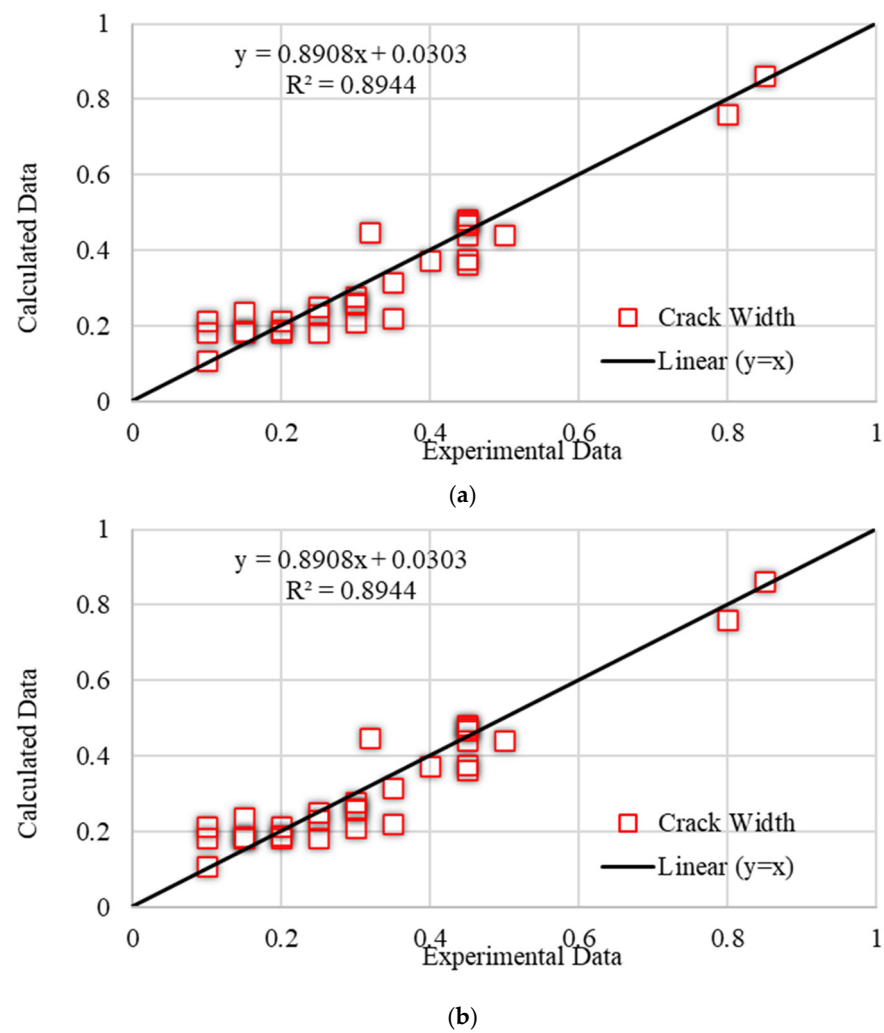 1
y = 0.8908x + 0.0303
R² = 0.8944
0.8
0.6
Calculated Data
0.4
Crack Width
0.2
Linear (y=x)
0
0 0.2 0.4 0.6 0.8 1
Experimental Data
(a)
1
y = 0.8908x + 0.0303
R² = 0.8944
0.8
0.6
Calculated Data
0.4
Crack Width
0.2
Linear (y=x)
0
0 0.2 0.4 0.6 0.8 1
Experimental Data
(b)